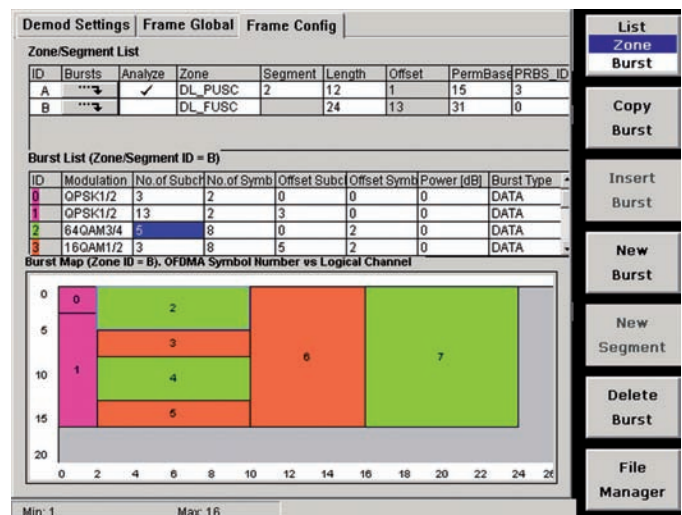 Demod Settings Frame Global Frame Config
Zone/Segment List
ID Bursts Analyze Zone Segment Length Offset PermBase PRBS_ID
A DL_PUSC 2 12 1 15 3
B DL_FUSC 24 13 31 0
Burst List (Zone/Segment ID = B)
ID Modulation No.of Subch No.of Symb Offset Subcl Offset Symb Power [dB] Burst Type
0 QPSK1/2 3 2 0 0 0 DATA
1 QPSK1/2 13 2 3 0 0 DATA
2 64QAM3/4 5 8 0 2 0 DATA
3 16QAM1/2 3 8 5 2 0 DATA
Burst Map (Zone ID = B). OFDMA Symbol Number vs Logical Channel
0
5
10
15
20
0 2 4 6 8 10 12 14 16 18 20 22 24 26
0
1
2
3
4
5
6
7
Min: 1 Max: 16
List
Zone
Burst
Copy
Burst
Insert
Burst
New
Burst
New
Segment
Delete
Burst
File
Manager